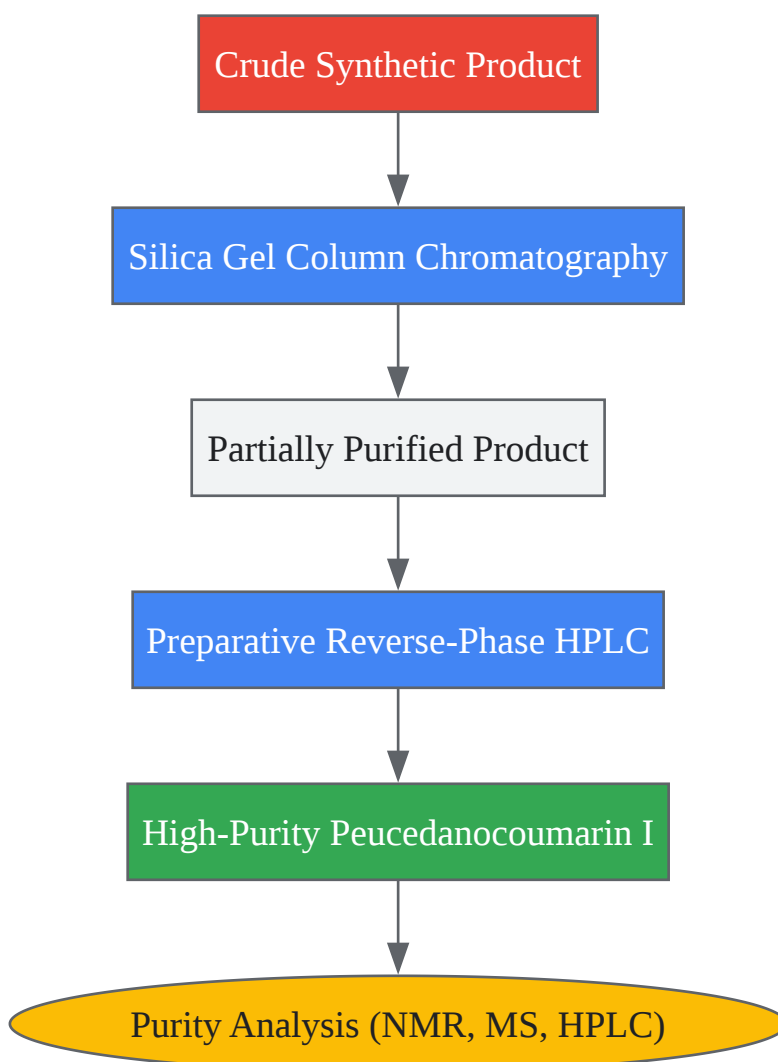 Crude Synthetic Product
Silica Gel Column Chromatography
Partially Purified Product
Preparative Reverse-Phase HPLC
High-Purity Peucedanocoumarin I
Purity Analysis (NMR, MS, HPLC)